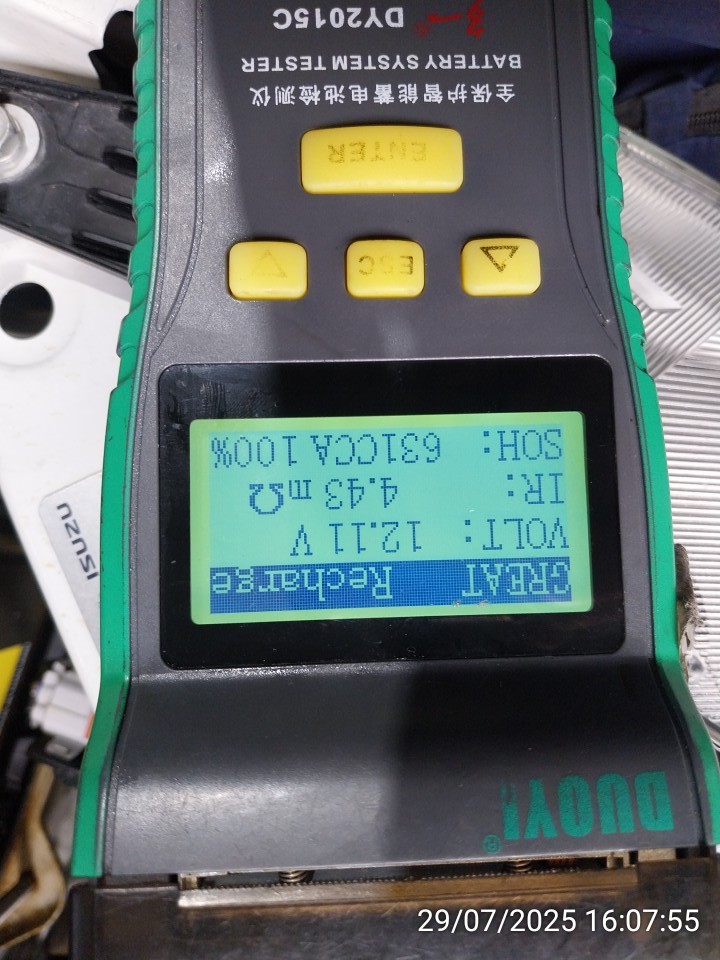 DUOYI®
GREAT Recharge
VOLT: 12.11 V
IR: 4.43 mΩ
SOH: 631CCA 100%
ESC
ENTER
全保护智能蓄电池检测仪
BATTERY SYSTEM TESTER
DY2015C
ISUZU
29/07/2025 16:07:55